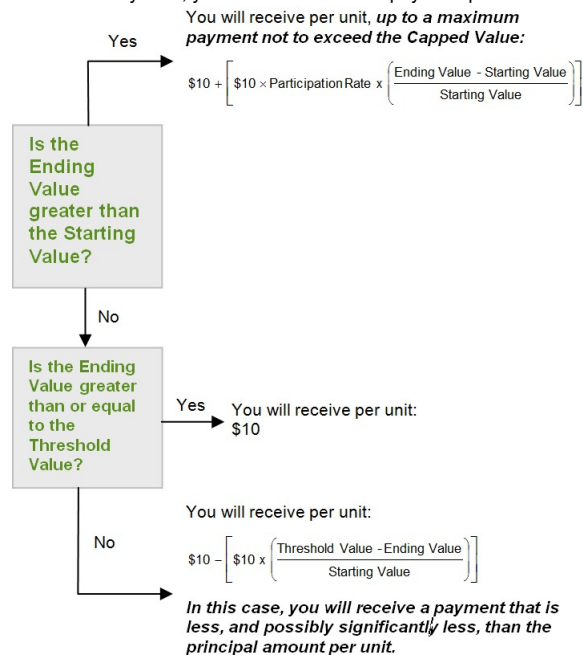 You will receive per unit, up to a maximum
payment not to exceed the Capped Value:
Yes
$10 + [$10 × Participation Rate x (Ending Value - Starting Value / Starting Value)]
Is the
Ending
Value
greater than
the Starting
Value?
No
Is the Ending
Value greater
than or equal
to the
Threshold
Value?
Yes
You will receive per unit:
$10
You will receive per unit:
No
$10 − [$10 x (Threshold Value - Ending Value / Starting Value)]
In this case, you will receive a payment that is
less, and possibly significantly less, than the
principal amount per unit.